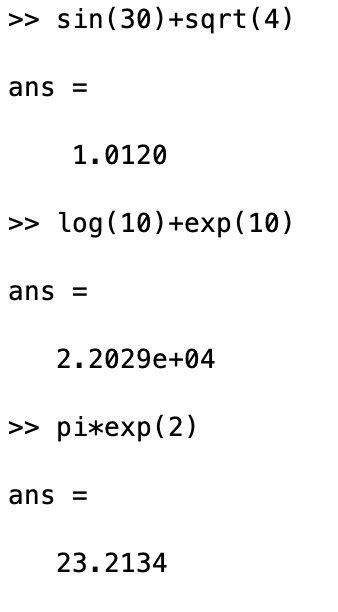 >> sin(30)+sqrt(4)
ans =
1.0120
>> log(10)+exp(10)
ans =
2.2029e+04
>> pi*exp(2)
ans =
23.2134